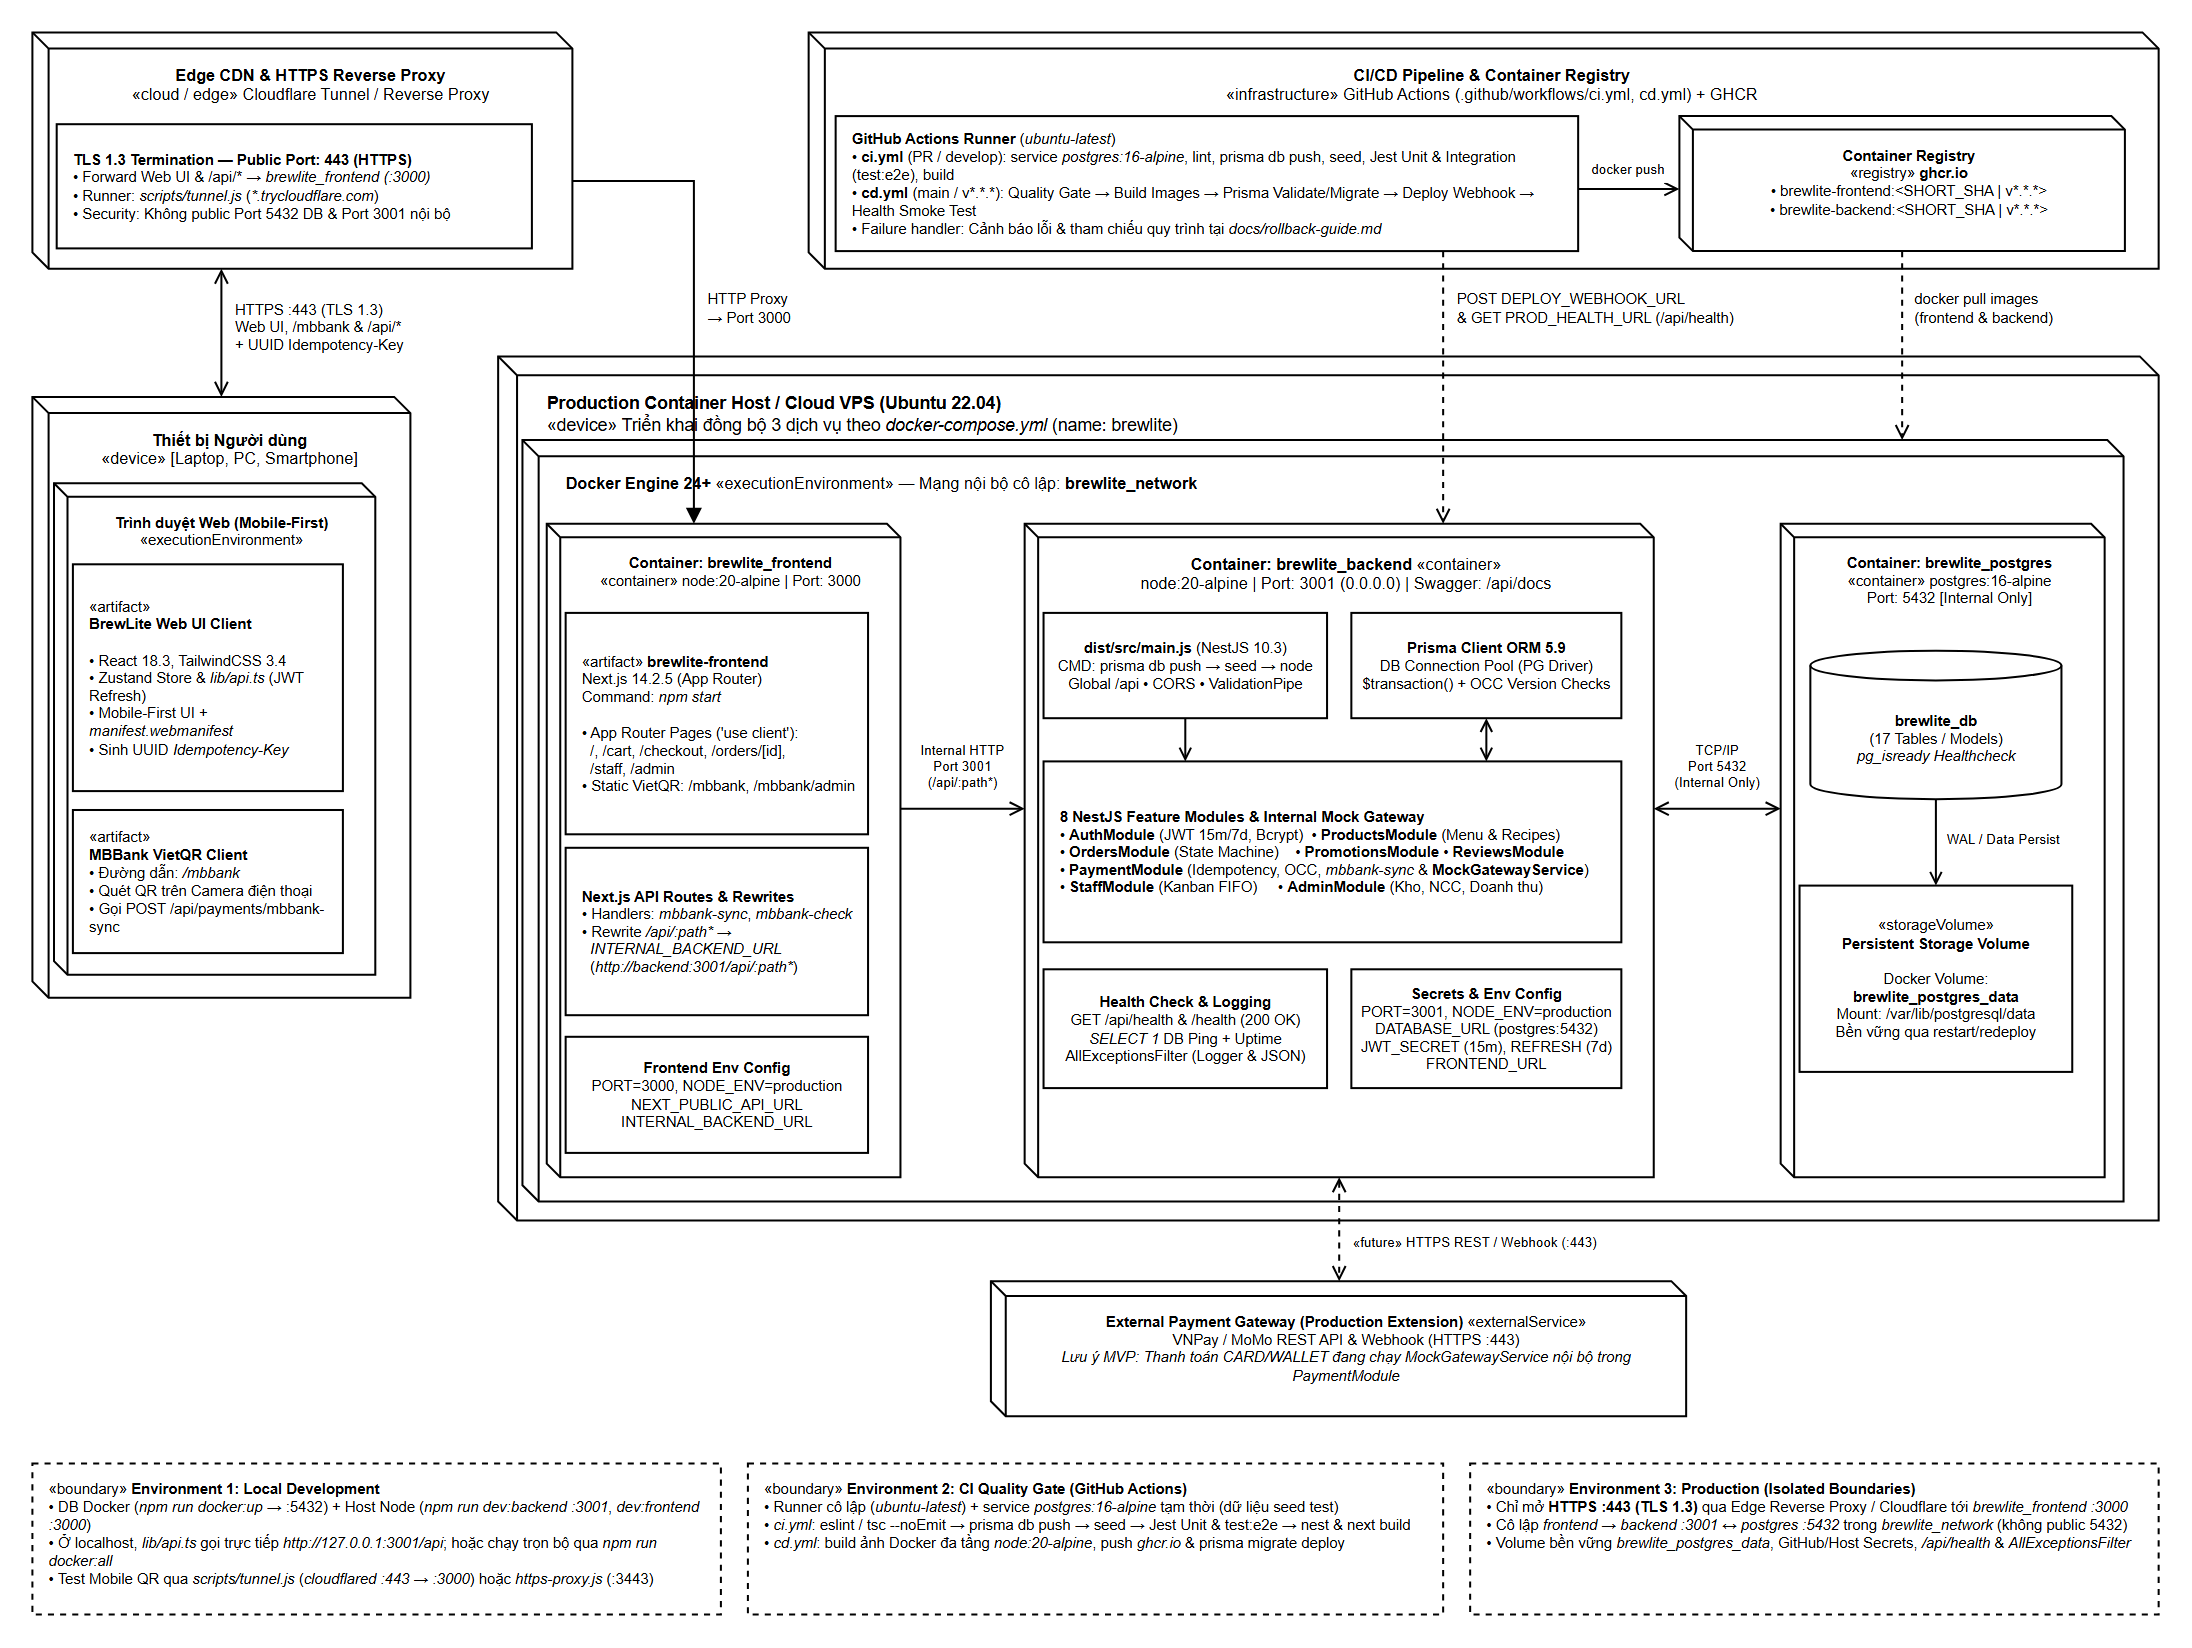 Edge CDN & HTTPS Reverse Proxy
«cloud / edge» Cloudflare Tunnel / Reverse Proxy
TLS 1.3 Termination — Public Port: 443 (HTTPS)
• Forward Web UI & /api/* → brewlite_frontend (:3000)
• Runner: scripts/tunnel.js (*.trycloudflare.com)
• Security: Không public Port 5432 DB & Port 3001 nội bộ
CI/CD Pipeline & Container Registry
«infrastructure» GitHub Actions (.github/workflows/ci.yml, cd.yml) + GHCR
GitHub Actions Runner (ubuntu-latest)
• ci.yml (PR / develop): service postgres:16-alpine, lint, prisma db push, seed, Jest Unit & Integration
(test:e2e), build
• cd.yml (main / v*.*.*): Quality Gate → Build Images → Prisma Validate/Migrate → Deploy Webhook →
Health Smoke Test
• Failure handler: Cảnh báo lỗi & tham chiếu quy trình tại docs/rollback-guide.md
docker push
Container Registry
«registry» ghcr.io
• brewlite-frontend:<SHORT_SHA | v*.*.*>
• brewlite-backend:<SHORT_SHA | v*.*.*>
HTTPS :443 (TLS 1.3)
Web UI, /mbbank & /api/*
+ UUID Idempotency-Key
HTTP Proxy
→ Port 3000
POST DEPLOY_WEBHOOK_URL
& GET PROD_HEALTH_URL (/api/health)
docker pull images
(frontend & backend)
Thiết bị Người dùng
«device» [Laptop, PC, Smartphone]
Trình duyệt Web (Mobile-First)
«executionEnvironment»
«artifact»
BrewLite Web UI Client
• React 18.3, TailwindCSS 3.4
• Zustand Store & lib/api.ts (JWT
Refresh)
• Mobile-First UI +
manifest.webmanifest
• Sinh UUID Idempotency-Key
«artifact»
MBBank VietQR Client
• Đường dẫn: /mbbank
• Quét QR trên Camera điện thoại
• Gọi POST /api/payments/mbbank-
sync
Production Container Host / Cloud VPS (Ubuntu 22.04)
«device» Triển khai đồng bộ 3 dịch vụ theo docker-compose.yml (name: brewlite)
Docker Engine 24+ «executionEnvironment» — Mạng nội bộ cô lập: brewlite_network
Container: brewlite_frontend
«container» node:20-alpine | Port: 3000
«artifact» brewlite-frontend
Next.js 14.2.5 (App Router)
Command: npm start
• App Router Pages ('use client'):
/, /cart, /checkout, /orders/[id],
/staff, /admin
• Static VietQR: /mbbank, /mbbank/admin
Next.js API Routes & Rewrites
• Handlers: mbbank-sync, mbbank-check
• Rewrite /api/:path* →
INTERNAL_BACKEND_URL
(http://backend:3001/api/:path*)
Frontend Env Config
PORT=3000, NODE_ENV=production
NEXT_PUBLIC_API_URL
INTERNAL_BACKEND_URL
Internal HTTP
Port 3001
(/api/:path*)
Container: brewlite_backend «container»
node:20-alpine | Port: 3001 (0.0.0.0) | Swagger: /api/docs
dist/src/main.js (NestJS 10.3)
CMD: prisma db push → seed → node
Global /api • CORS • ValidationPipe
Prisma Client ORM 5.9
DB Connection Pool (PG Driver)
$transaction() + OCC Version Checks
8 NestJS Feature Modules & Internal Mock Gateway
• AuthModule (JWT 15m/7d, Bcrypt) • ProductsModule (Menu & Recipes)
• OrdersModule (State Machine) • PromotionsModule • ReviewsModule
• PaymentModule (Idempotency, OCC, mbbank-sync & MockGatewayService)
• StaffModule (Kanban FIFO) • AdminModule (Kho, NCC, Doanh thu)
Health Check & Logging
GET /api/health & /health (200 OK)
SELECT 1 DB Ping + Uptime
AllExceptionsFilter (Logger & JSON)
Secrets & Env Config
PORT=3001, NODE_ENV=production
DATABASE_URL (postgres:5432)
JWT_SECRET (15m), REFRESH (7d)
FRONTEND_URL
TCP/IP
Port 5432
(Internal Only)
Container: brewlite_postgres
«container» postgres:16-alpine
Port: 5432 [Internal Only]
brewlite_db
(17 Tables / Models)
pg_isready Healthcheck
WAL / Data Persist
«storageVolume»
Persistent Storage Volume
Docker Volume:
brewlite_postgres_data
Mount: /var/lib/postgresql/data
Bền vững qua restart/redeploy
«future» HTTPS REST / Webhook (:443)
External Payment Gateway (Production Extension) «externalService»
VNPay / MoMo REST API & Webhook (HTTPS :443)
Lưu ý MVP: Thanh toán CARD/WALLET đang chạy MockGatewayService nội bộ trong
PaymentModule
«boundary» Environment 1: Local Development
• DB Docker (npm run docker:up → :5432) + Host Node (npm run dev:backend :3001, dev:frontend
:3000)
• Ở localhost, lib/api.ts gọi trực tiếp http://127.0.0.1:3001/api; hoặc chạy trọn bộ qua npm run
docker:all
• Test Mobile QR qua scripts/tunnel.js (cloudflared :443 → :3000) hoặc https-proxy.js (:3443)
«boundary» Environment 2: CI Quality Gate (GitHub Actions)
• Runner cô lập (ubuntu-latest) + service postgres:16-alpine tạm thời (dữ liệu seed test)
• ci.yml: eslint / tsc --noEmit → prisma db push → seed → Jest Unit & test:e2e → nest & next build
• cd.yml: build ảnh Docker đa tầng node:20-alpine, push ghcr.io & prisma migrate deploy
«boundary» Environment 3: Production (Isolated Boundaries)
• Chỉ mở HTTPS :443 (TLS 1.3) qua Edge Reverse Proxy / Cloudflare tới brewlite_frontend :3000
• Cô lập frontend → backend :3001 ↔ postgres :5432 trong brewlite_network (không public 5432)
• Volume bền vững brewlite_postgres_data, GitHub/Host Secrets, /api/health & AllExceptionsFilter